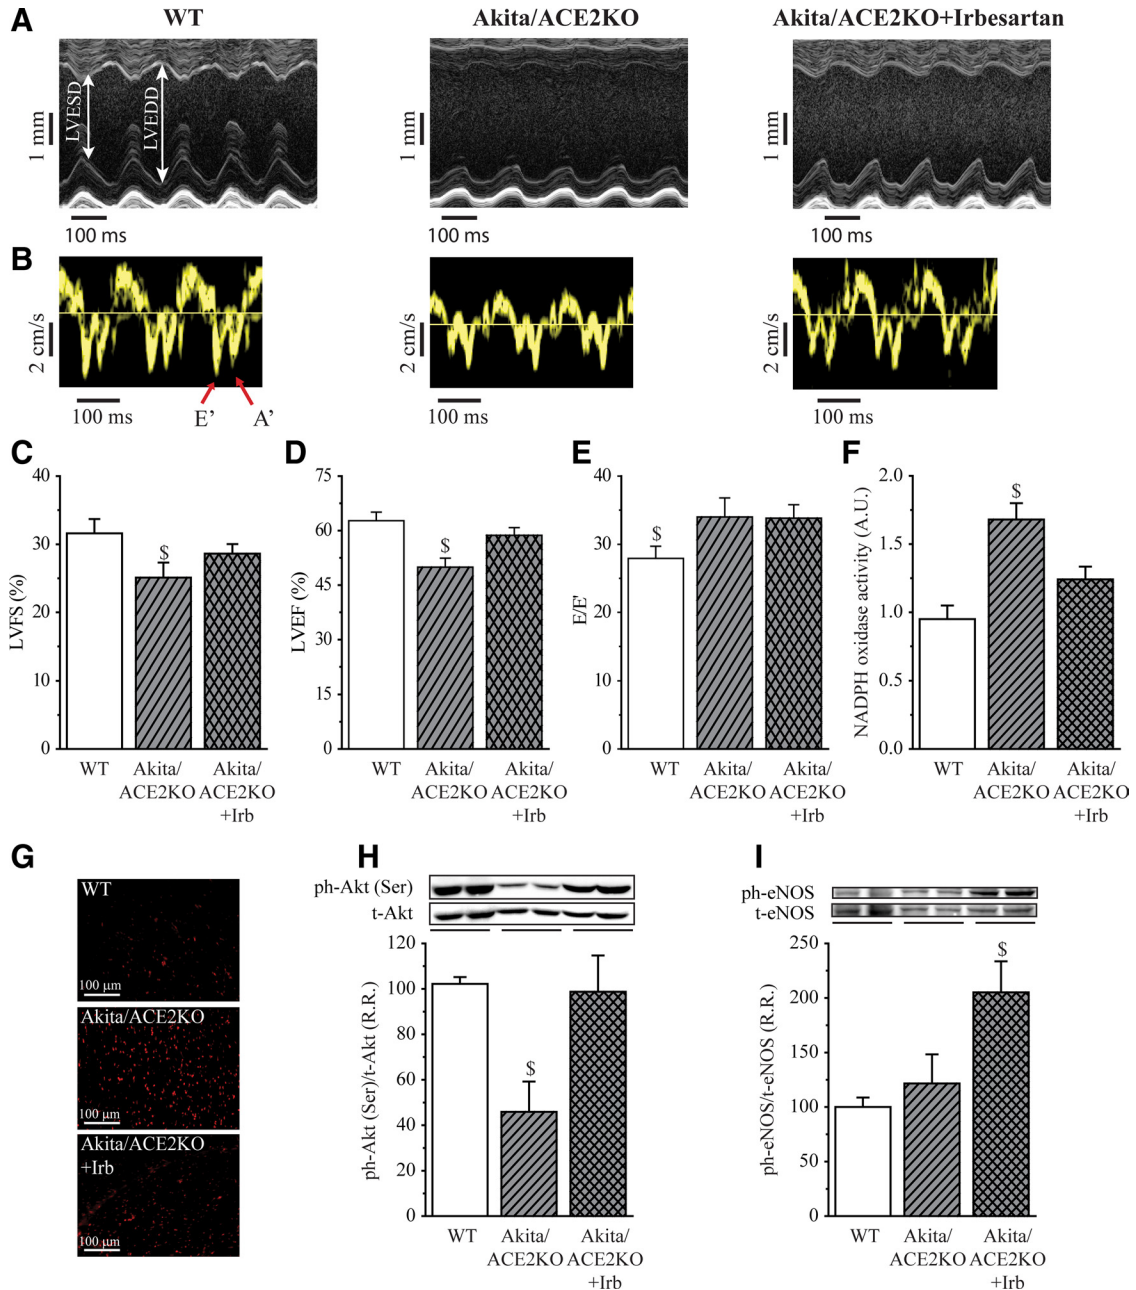 A WT Akita/ACE2KO Akita/ACE2KO+Irbesartan
LVESD
LVEDD
1 mm
1 mm
1 mm
100 ms
100 ms
100 ms
B
2 cm/s
2 cm/s
2 cm/s
100 ms
E' A'
100 ms
100 ms
C
LVFS (%)
40
30
20
10
0
$
WT Akita/ Akita/
ACE2KO ACE2KO
+Irb
D
LVEF (%)
75
60
45
30
15
0
$
WT Akita/ Akita/
ACE2KO ACE2KO
+Irb
E
E/E'
40
30
20
10
0
$
WT Akita/ Akita/
ACE2KO ACE2KO
+Irb
F
NADPH oxidase activity (A.U.)
2.0
1.5
1.0
0.5
0.0
$
WT Akita/ Akita/
ACE2KO ACE2KO
+Irb
G
WT
100 µm
Akita/ACE2KO
100 µm
Akita/ACE2KO
+Irb
100 µm
H
ph-Akt (Ser)
t-Akt
ph-Akt (Ser)/t-Akt (R.R.)
120
100
80
60
40
20
0
$
WT Akita/ Akita/
ACE2KO ACE2KO
+Irb
I
ph-eNOS
t-eNOS
ph-eNOS/t-eNOS (R.R.)
250
200
150
100
50
0
$
WT Akita/ Akita/
ACE2KO ACE2KO
+Irb